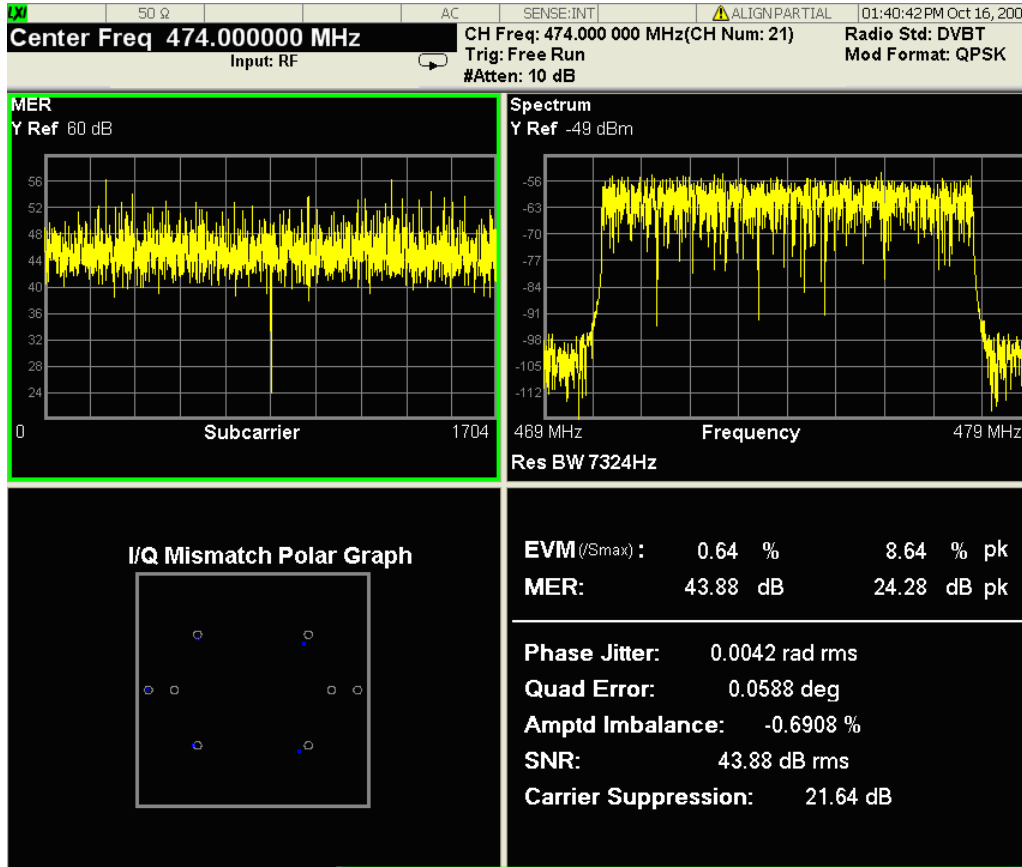 LXI 50 Ω AC SENSE:INT ALIGN PARTIAL 01:40:42 PM Oct 16, 200
Center Freq 474.000000 MHz
Input: RF
CH Freq: 474.000 000 MHz(CH Num: 21)
Trig: Free Run
#Atten: 10 dB
Radio Std: DVBT
Mod Format: QPSK
MER
Y Ref 60 dB
56
52
48
44
40
36
32
28
24
0 Subcarrier 1704
Spectrum
Y Ref -49 dBm
-56
-63
-70
-77
-84
-91
-98
-105
-112
469 MHz Frequency 479 MHz
Res BW 7324Hz
I/Q Mismatch Polar Graph
EVM(/Smax) : 0.64 % 8.64 % pk
MER: 43.88 dB 24.28 dB pk
Phase Jitter: 0.0042 rad rms
Quad Error: 0.0588 deg
Amptd Imbalance: -0.6908 %
SNR: 43.88 dB rms
Carrier Suppression: 21.64 dB